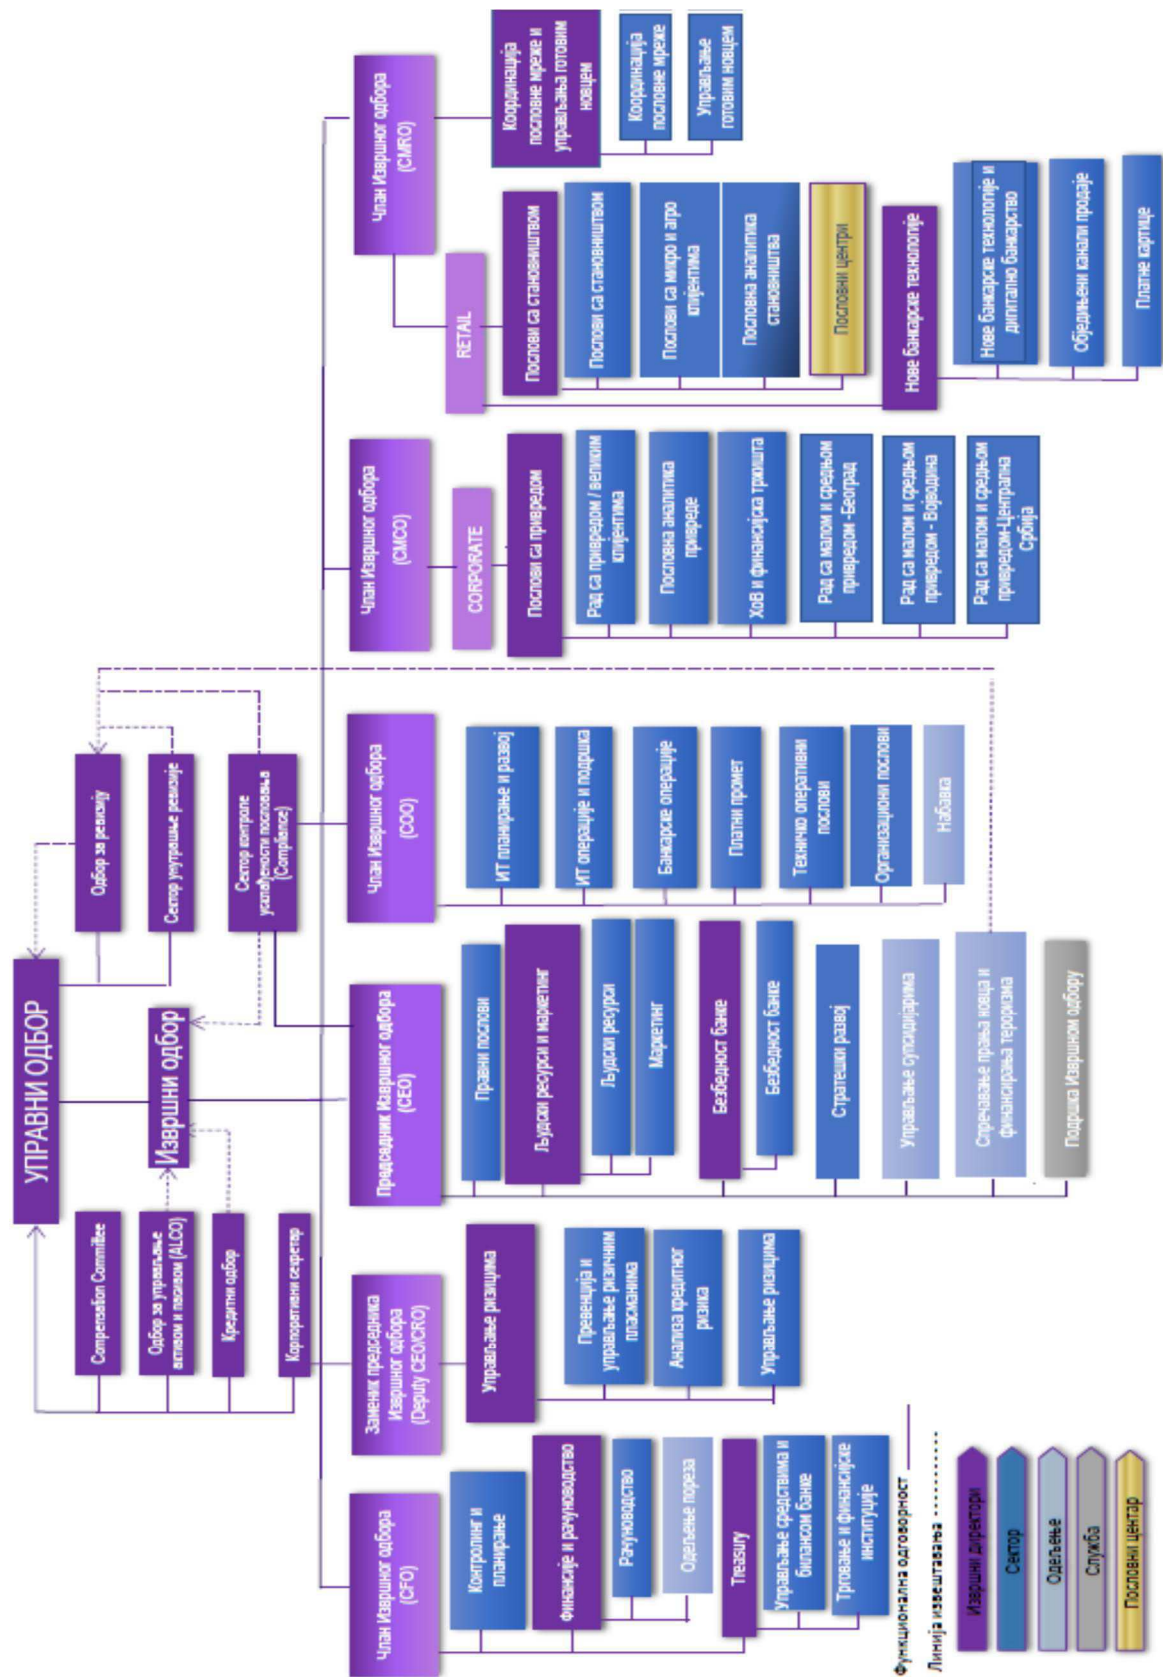 УПРАВНИ ОДБОР
Compensation Committee
Одбор за управљање
активом и пасивом (ALCO)
Кредитни одбор
Корпоративни секретар
Извршни одбор
Одбор за ревизију
Сектор унутрашње ревизије
Сектор контроле
усклађености пословања
(Compliance)
Члан Извршног одбора
(CFO)
Контролинг и
планирање
Финансије и рачуноводство
Рачуноводство
Одељење пореза
Treasury
Управљање средствима и
билансом банке
Трговање и финансијске
институције
Заменик председника
Извршног одбора
(Deputy CEO/CRO)
Управљање ризицима
Превенција и
управљање ризичним
пласманима
Анализа кредитног
ризика
Управљање ризицима
Председник Извршног одбора
(CEO)
Правни послови
Људски ресурси и маркетинг
Људски ресурси
Маркетинг
Безбедност банке
Безбедност банке
Стратешки развој
Управљање супсидијарима
Спречавање прања новца и
финансирања тероризма
Подршка Извршном одбору
Члан Извршног одбора
(COO)
ИТ планирање и развој
ИТ операције и подршка
Банкарске операције
Платни промет
Техничко оперативни
послови
Организациони послови
Набавка
Члан Извршног одбора
(CMCO)
CORPORATE
Послови са привредом
Рад са привредом / великим
клијентима
Пословна аналитика
привреде
ХоВ и финансијска тржишта
Рад са малом и средњом
привредом -Београд
Рад са малом и средњом
привредом - Војводина
Рад са малом и средњом
привредом-Централна
Србија
Члан Извршног одбора
(CMRO)
RETAIL
Послови са становништвом
Послови са становништвом
Послови са микро и агро
клијентима
Пословна аналитика
становништва
Пословни центри
Нове банкарске технологије
Нове банкарске технологије и
дигитално банкарство
Обједињени канали продаје
Платне картице
Координација
пословне мреже и
управљања готовим
новцем
Координација
пословне мреже
Управљање
готовим новцем
Функционална одговорност
Линија извештавања
Извршни директори
Сектор
Одељење
Служба
Пословни центар